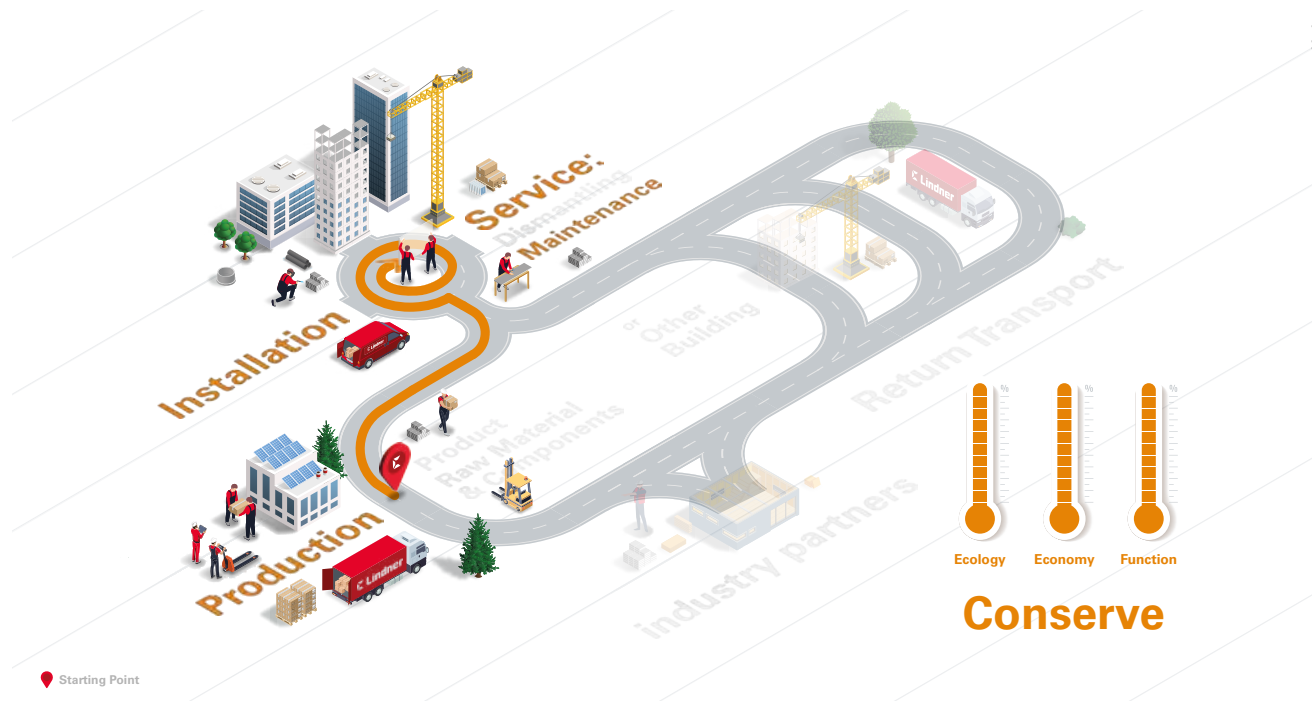 Service:
Dismantling
Maintenance
Installation
Lindner
Lindner
or
Other
Building
Return Transport
Product
Raw Material
& Components
Production
Lindner
industry partners
%
%
%
Ecology
Economy
Function
Conserve
Starting Point